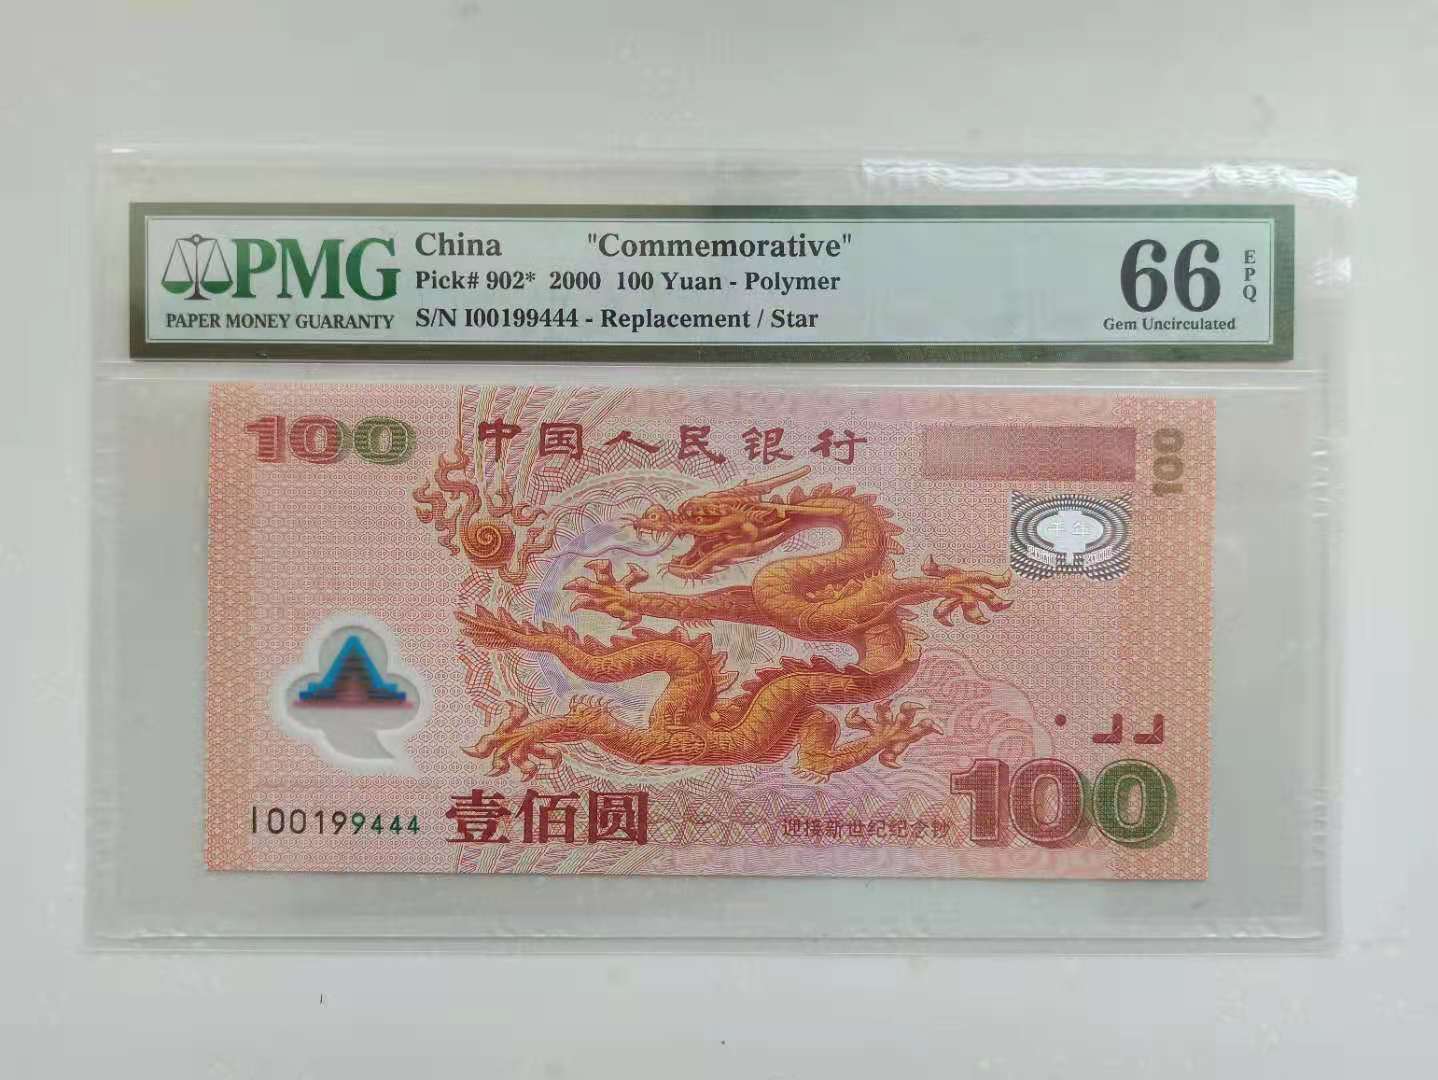 PMG
PAPER MONEY GUARANTY
China "Commemorative"
Pick# 902* 2000 100 Yuan - Polymer
S/N I00199444 - Replacement / Star
66
EPQ
Gem Uncirculated
100
中国人民银行
100
千年
I00199444
壹佰圆
迎接新世纪纪念钞
100